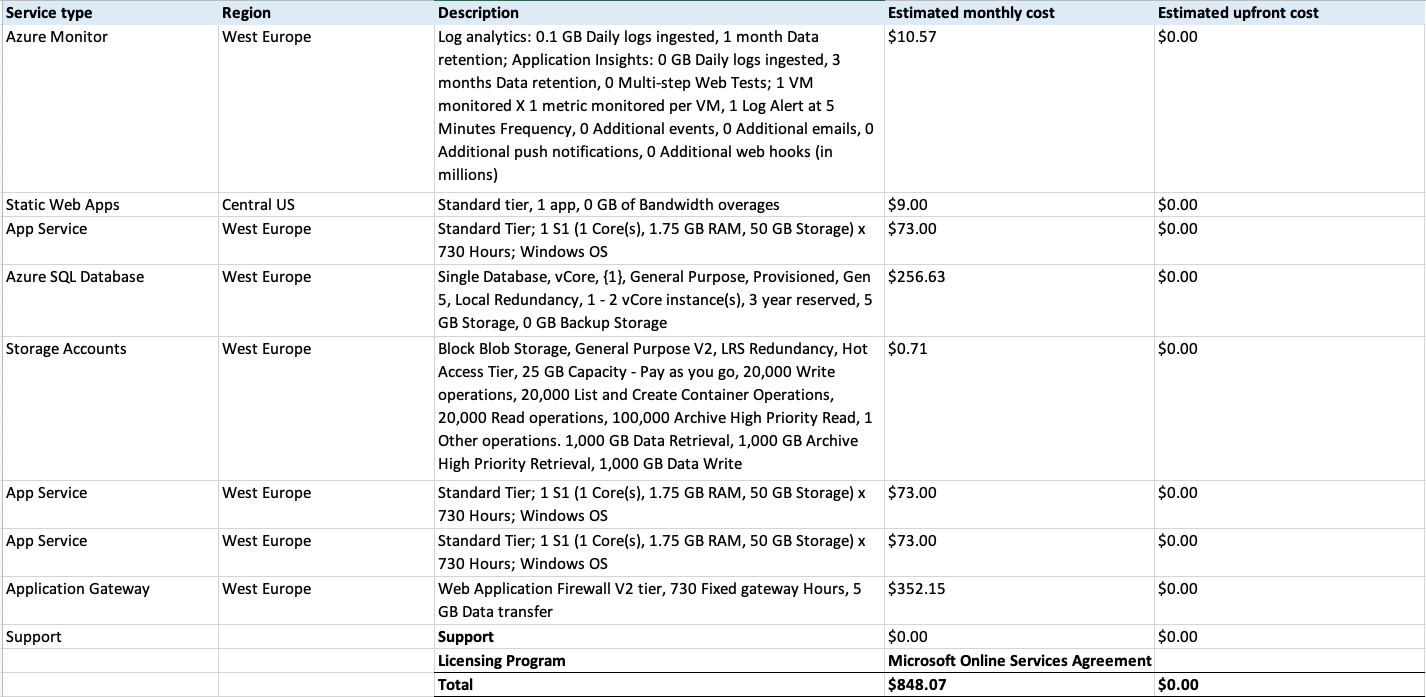 Service type Region Description Estimated monthly cost Estimated upfront cost
Azure Monitor West Europe Log analytics: 0.1 GB Daily logs ingested, 1 month Data $10.57 $0.00
retention; Application Insights: 0 GB Daily logs ingested, 3
months Data retention, 0 Multi-step Web Tests; 1 VM
monitored X 1 metric monitored per VM, 1 Log Alert at 5
Minutes Frequency, 0 Additional events, 0 Additional emails, 0
Additional push notifications, 0 Additional web hooks (in
millions)
Static Web Apps Central US Standard tier, 1 app, 0 GB of Bandwidth overages $9.00 $0.00
App Service West Europe Standard Tier; 1 S1 (1 Core(s), 1.75 GB RAM, 50 GB Storage) x $73.00 $0.00
730 Hours; Windows OS
Azure SQL Database West Europe Single Database, vCore, {1}, General Purpose, Provisioned, Gen $256.63 $0.00
5, Local Redundancy, 1 - 2 vCore instance(s), 3 year reserved, 5
GB Storage, 0 GB Backup Storage
Storage Accounts West Europe Block Blob Storage, General Purpose V2, LRS Redundancy, Hot $0.71 $0.00
Access Tier, 25 GB Capacity - Pay as you go, 20,000 Write
operations, 20,000 List and Create Container Operations,
20,000 Read operations, 100,000 Archive High Priority Read, 1
Other operations. 1,000 GB Data Retrieval, 1,000 GB Archive
High Priority Retrieval, 1,000 GB Data Write
App Service West Europe Standard Tier; 1 S1 (1 Core(s), 1.75 GB RAM, 50 GB Storage) x $73.00 $0.00
730 Hours; Windows OS
App Service West Europe Standard Tier; 1 S1 (1 Core(s), 1.75 GB RAM, 50 GB Storage) x $73.00 $0.00
730 Hours; Windows OS
Application Gateway West Europe Web Application Firewall V2 tier, 730 Fixed gateway Hours, 5 $352.15 $0.00
GB Data transfer
Support Support $0.00 $0.00
Licensing Program Microsoft Online Services Agreement
Total $848.07 $0.00